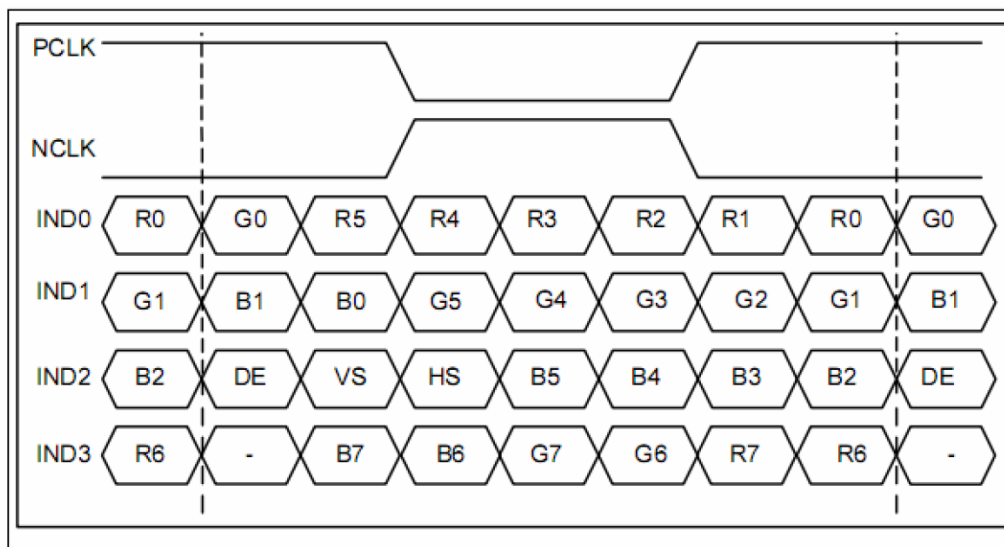 PCLK
NCLK
IND0 R0 G0 R5 R4 R3 R2 R1 R0 G0
IND1 G1 B1 B0 G5 G4 G3 G2 G1 B1
IND2 B2 DE VS HS B5 B4 B3 B2 DE
IND3 R6 - B7 B6 G7 G6 R7 R6 -